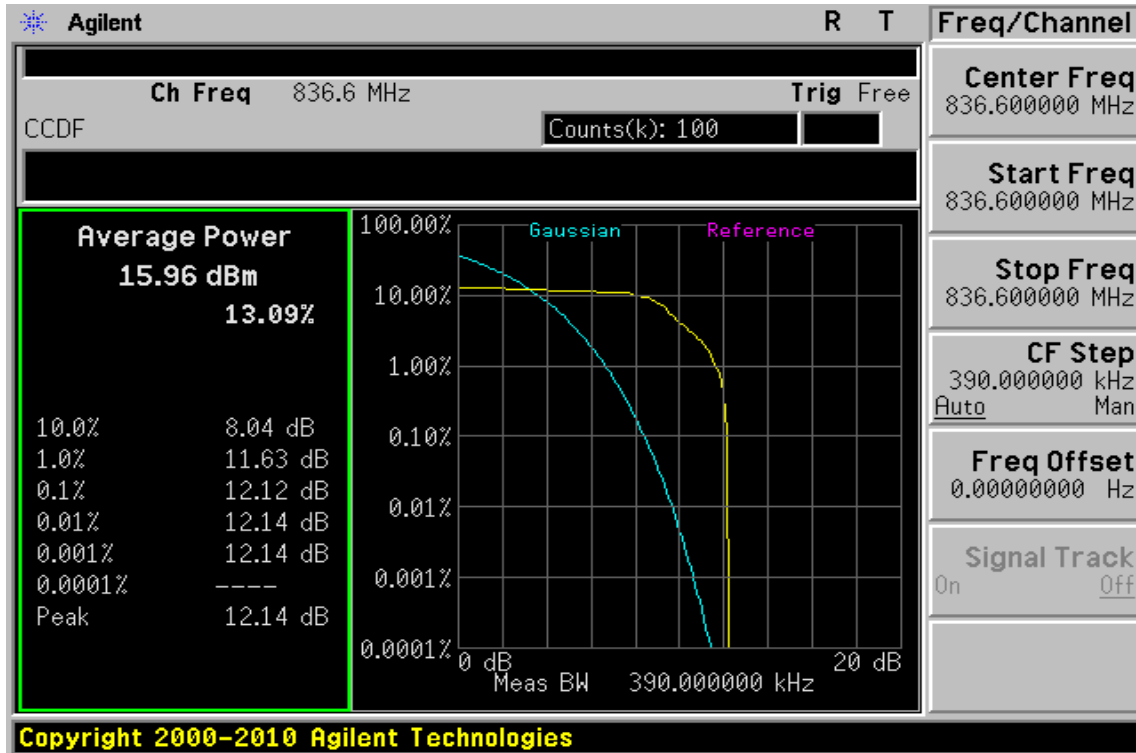 Agilent R T
Ch Freq 836.6 MHz Trig Free
CCDF Counts(k): 100
Average Power
15.96 dBm
13.09%
10.0% 8.04 dB
1.0% 11.63 dB
0.1% 12.12 dB
0.01% 12.14 dB
0.001% 12.14 dB
0.0001% ----
Peak 12.14 dB
Gaussian Reference
100.00%
10.00%
1.00%
0.10%
0.01%
0.001%
0.0001%
0 dB 20 dB
Meas BW 390.000000 kHz
Freq/Channel
Center Freq
836.600000 MHz
Start Freq
836.600000 MHz
Stop Freq
836.600000 MHz
CF Step
390.000000 kHz
Auto Man
Freq Offset
0.00000000 Hz
Signal Track
On Off
Copyright 2000-2010 Agilent Technologies